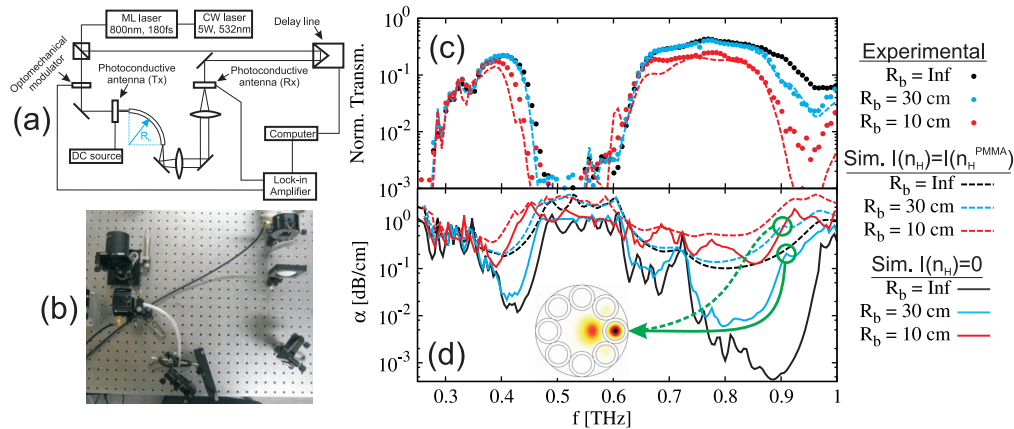 (a)
ML laser
800nm, 180fs
CW laser
5W, 532nm
Delay line
Optomechanical
modulator
Photoconductive
antenna (Tx)
Photoconductive
antenna (Rx)
R_b
DC source
Computer
Lock-in
Amplifier
(b)
(c)
Norm. Transm.
10^0
10^-1
10^-2
10^-3
(d)
α [dB/cm]
10^0
10^-1
10^-2
10^-3
0.3 0.4 0.5 0.6 0.7 0.8 0.9 1
f [THz]
Experimental
R_b = Inf
R_b = 30 cm
R_b = 10 cm
Sim. I(n_H)=I(n_H^PMMA)
R_b = Inf
R_b = 30 cm
R_b = 10 cm
Sim. I(n_H)=0
R_b = Inf
R_b = 30 cm
R_b = 10 cm